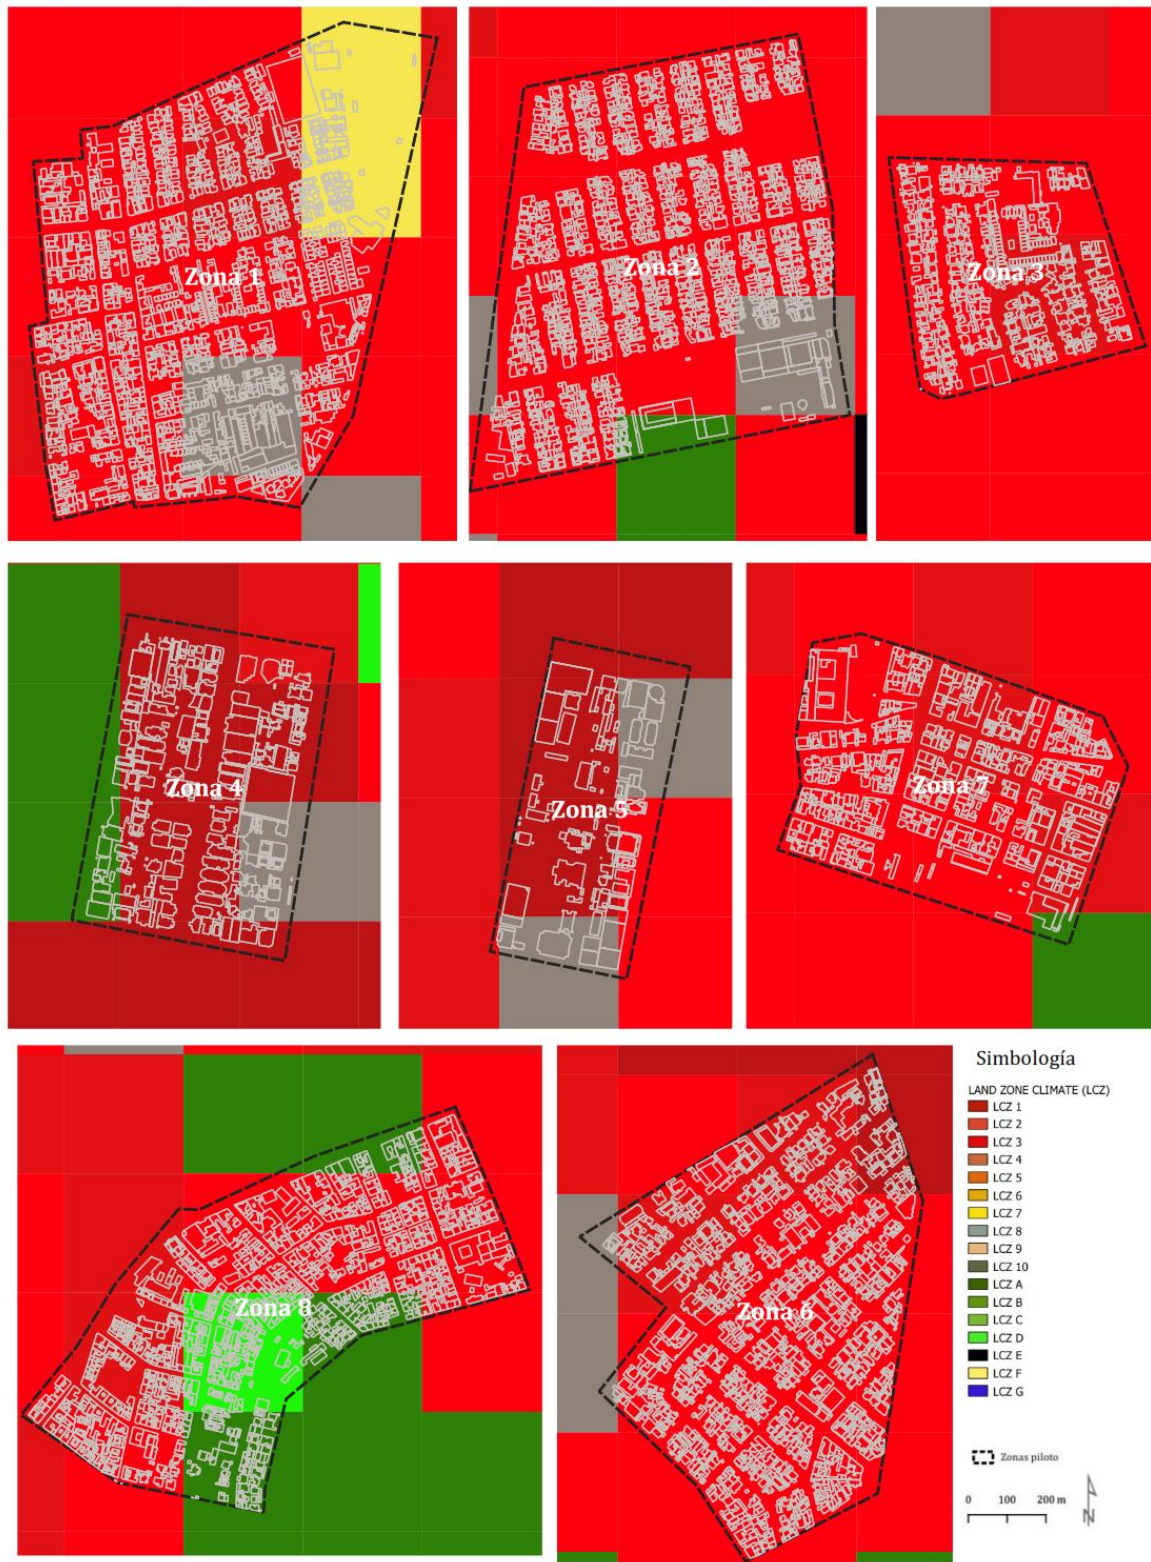 Zona 1
Zona 2
Zona 3
Zona 4
Zona 5
Zona 7
Zona 8
Zona 6
Simbología
LAND ZONE CLIMATE (LCZ)
LCZ 1
LCZ 2
LCZ 3
LCZ 4
LCZ 5
LCZ 6
LCZ 7
LCZ 8
LCZ 9
LCZ 10
LCZ A
LCZ B
LCZ C
LCZ D
LCZ E
LCZ F
LCZ G
Zonas piloto
0 100 200 m
N